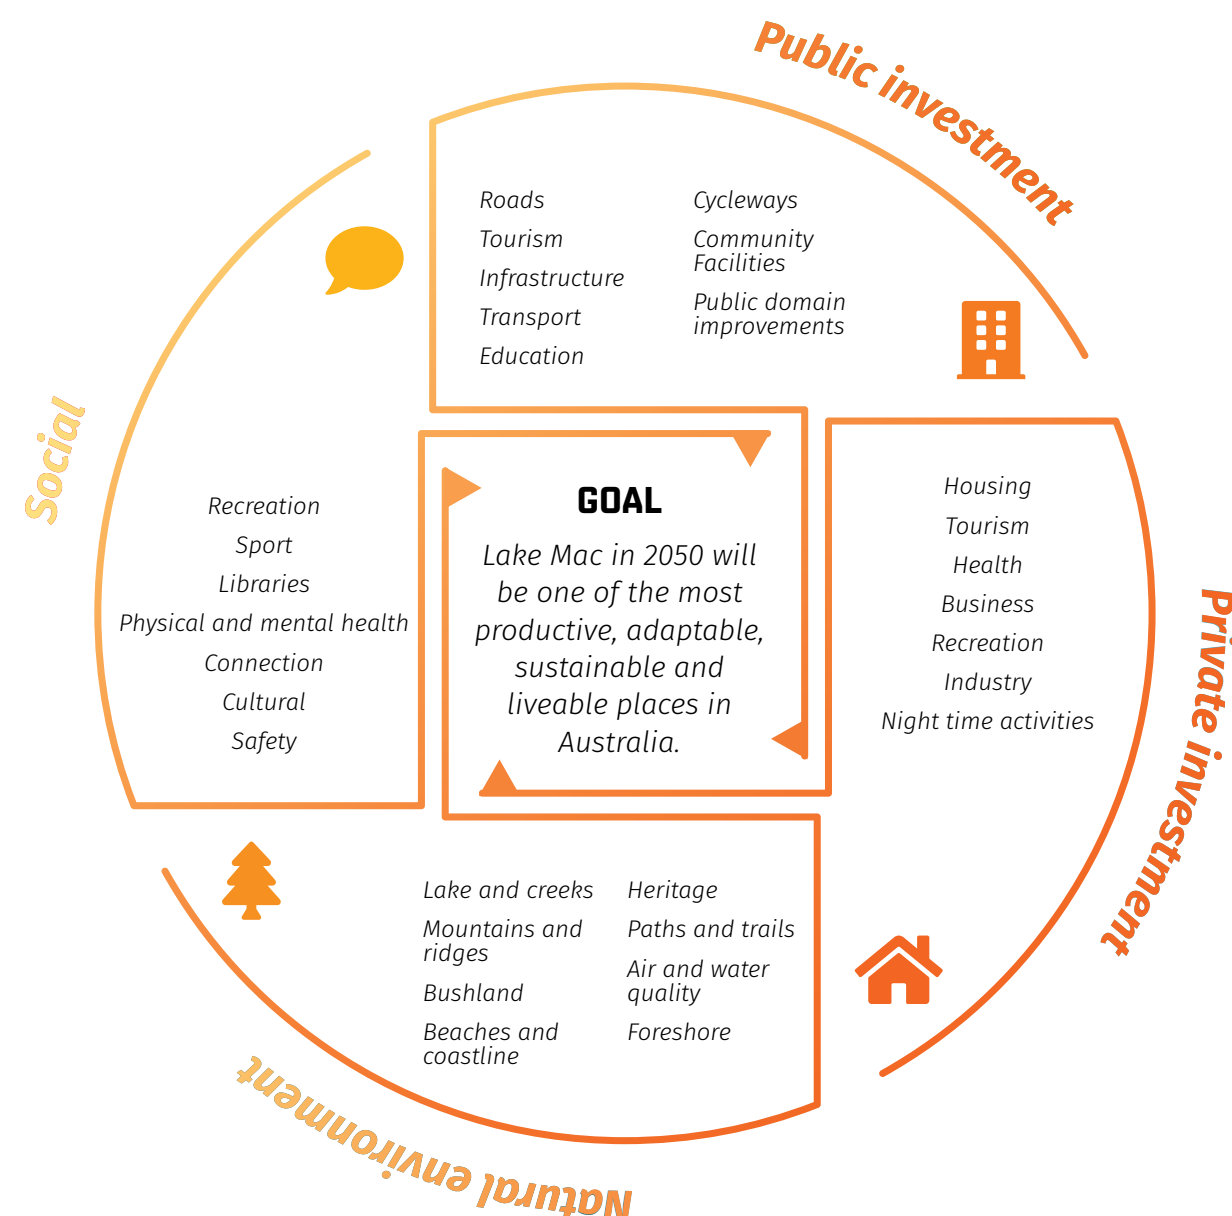 Public investment
Roads
Tourism
Infrastructure
Transport
Education
Cycleways
Community
Facilities
Public domain
improvements
Social
Recreation
Sport
Libraries
Physical and mental health
Connection
Cultural
Safety
GOAL
Lake Mac in 2050 will
be one of the most
productive, adaptable,
sustainable and
liveable places in
Australia.
Private investment
Housing
Tourism
Health
Business
Recreation
Industry
Night time activities
Natural environment
Lake and creeks
Mountains and
ridges
Bushland
Beaches and
coastline
Heritage
Paths and trails
Air and water
quality
Foreshore